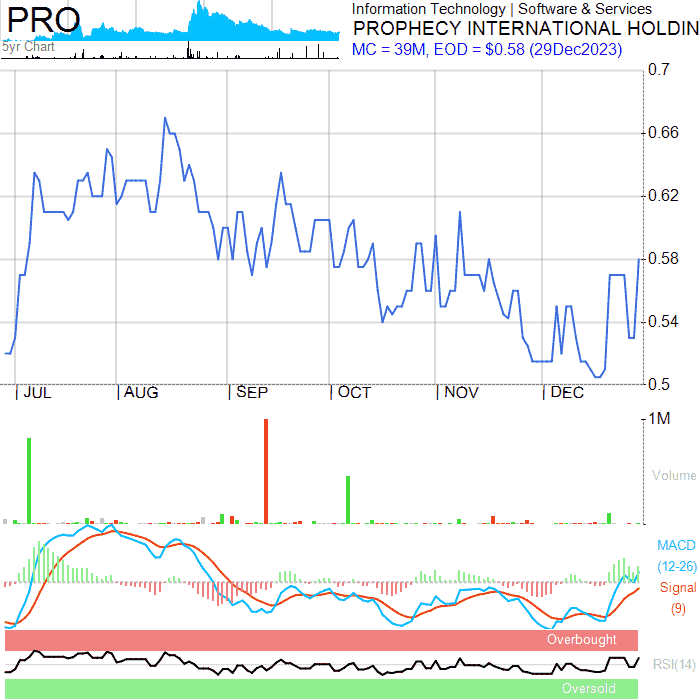 PRO
5yr Chart
Information Technology | Software & Services
PROPHECY INTERNATIONAL HOLDIN
MC = 39M, EOD = $0.58 (29Dec2023)
0.7
0.66
0.62
0.58
0.54
0.5
JUL
AUG
SEP
OCT
NOV
DEC
1M
Volume
MACD
(12-26)
Signal
(9)
Overbought
RSI(14)
Oversold